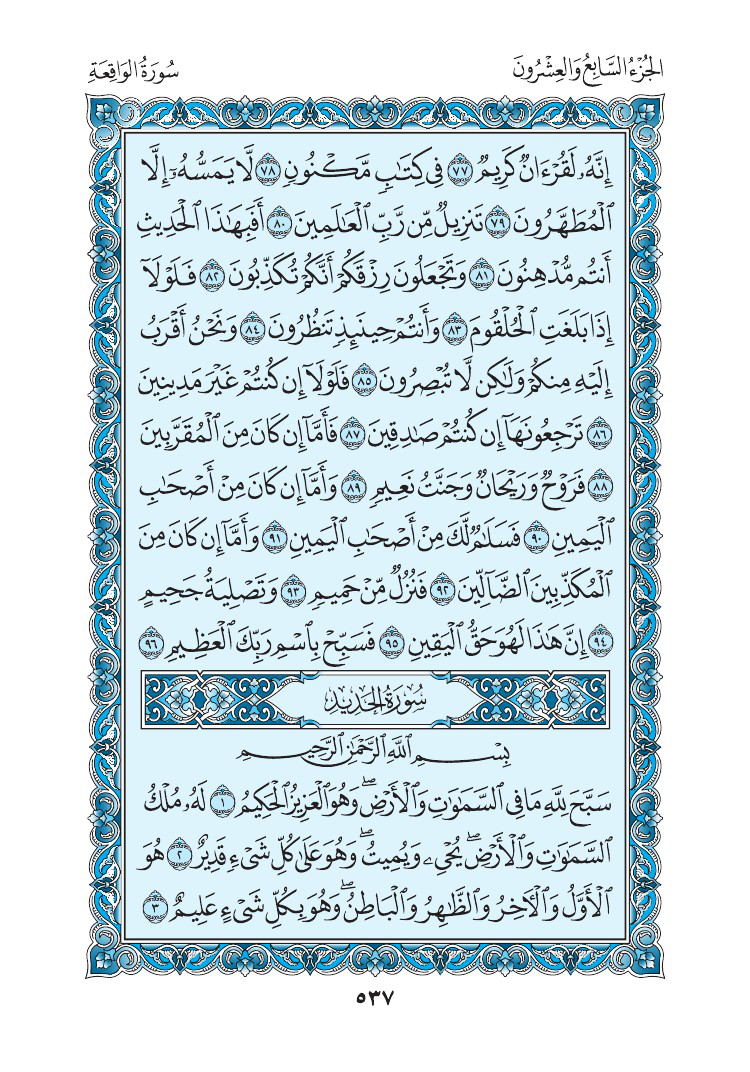 الجُزْءُ السَّابِعُ وَالعِشْرُونَ
سُورَةُ الوَاقِعَةِ
إِنَّهُۥ لَقُرْءَانٌ كَرِيمٌ ٧٧ فِى كِتَٰبٍ مَّكْنُونٍ ٧٨ لَّا يَمَسُّهُۥٓ إِلَّا
ٱلْمُطَهَّرُونَ ٧٩ تَنزِيلٌ مِّن رَّبِّ ٱلْعَٰلَمِينَ ٨٠ أَفَبِهَٰذَا ٱلْحَدِيثِ
أَنتُم مُّدْهِنُونَ ٨١ وَتَجْعَلُونَ رِزْقَكُمْ أَنَّكُمْ تُكَذِّبُونَ ٨٢ فَلَوْلَآ
إِذَا بَلَغَتِ ٱلْحُلْقُومَ ٨٣ وَأَنتُمْ حِينَئِذٍ تَنظُرُونَ ٨٤ وَنَحْنُ أَقْرَبُ
إِلَيْهِ مِنكُمْ وَلَٰكِن لَّا تُبْصِرُونَ ٨٥ فَلَوْلَآ إِن كُنتُمْ غَيْرَ مَدِينِينَ
٨٦ تَرْجِعُونَهَآ إِن كُنتُمْ صَٰدِقِينَ ٨٧ فَأَمَّآ إِن كَانَ مِنَ ٱلْمُقَرَّبِينَ
٨٨ فَرَوْحٌ وَرَيْحَانٌ وَجَنَّتُ نَعِيمٍ ٨٩ وَأَمَّآ إِن كَانَ مِنْ أَصْحَٰبِ
ٱلْيَمِينِ ٩٠ فَسَلَٰمٌ لَّكَ مِنْ أَصْحَٰبِ ٱلْيَمِينِ ٩١ وَأَمَّآ إِن كَانَ مِنَ
ٱلْمُكَذِّبِينَ ٱلضَّآلِّينَ ٩٢ فَنُزُلٌ مِّنْ حَمِيمٍ ٩٣ وَتَصْلِيَةُ جَحِيمٍ
٩٤ إِنَّ هَٰذَا لَهُوَ حَقُّ ٱلْيَقِينِ ٩٥ فَسَبِّحْ بِٱسْمِ رَبِّكَ ٱلْعَظِيمِ ٩٦
سُورَةُ الحَدِيدِ
بِسْمِ ٱللَّهِ ٱلرَّحْمَٰنِ ٱلرَّحِيمِ
سَبَّحَ لِلَّهِ مَا فِى ٱلسَّمَٰوَٰتِ وَٱلْأَرْضِۖ وَهُوَ ٱلْعَزِيزُ ٱلْحَكِيمُ ١ لَهُۥ مُلْكُ
ٱلسَّمَٰوَٰتِ وَٱلْأَرْضِۖ يُحْىِۦ وَيُمِيتُۖ وَهُوَ عَلَىٰ كُلِّ شَىْءٍ قَدِيرٌ ٢ هُوَ
ٱلْأَوَّلُ وَٱلْءَاخِرُ وَٱلظَّٰهِرُ وَٱلْبَاطِنُۖ وَهُوَ بِكُلِّ شَىْءٍ عَلِيمٌ ٣
٥٣٧